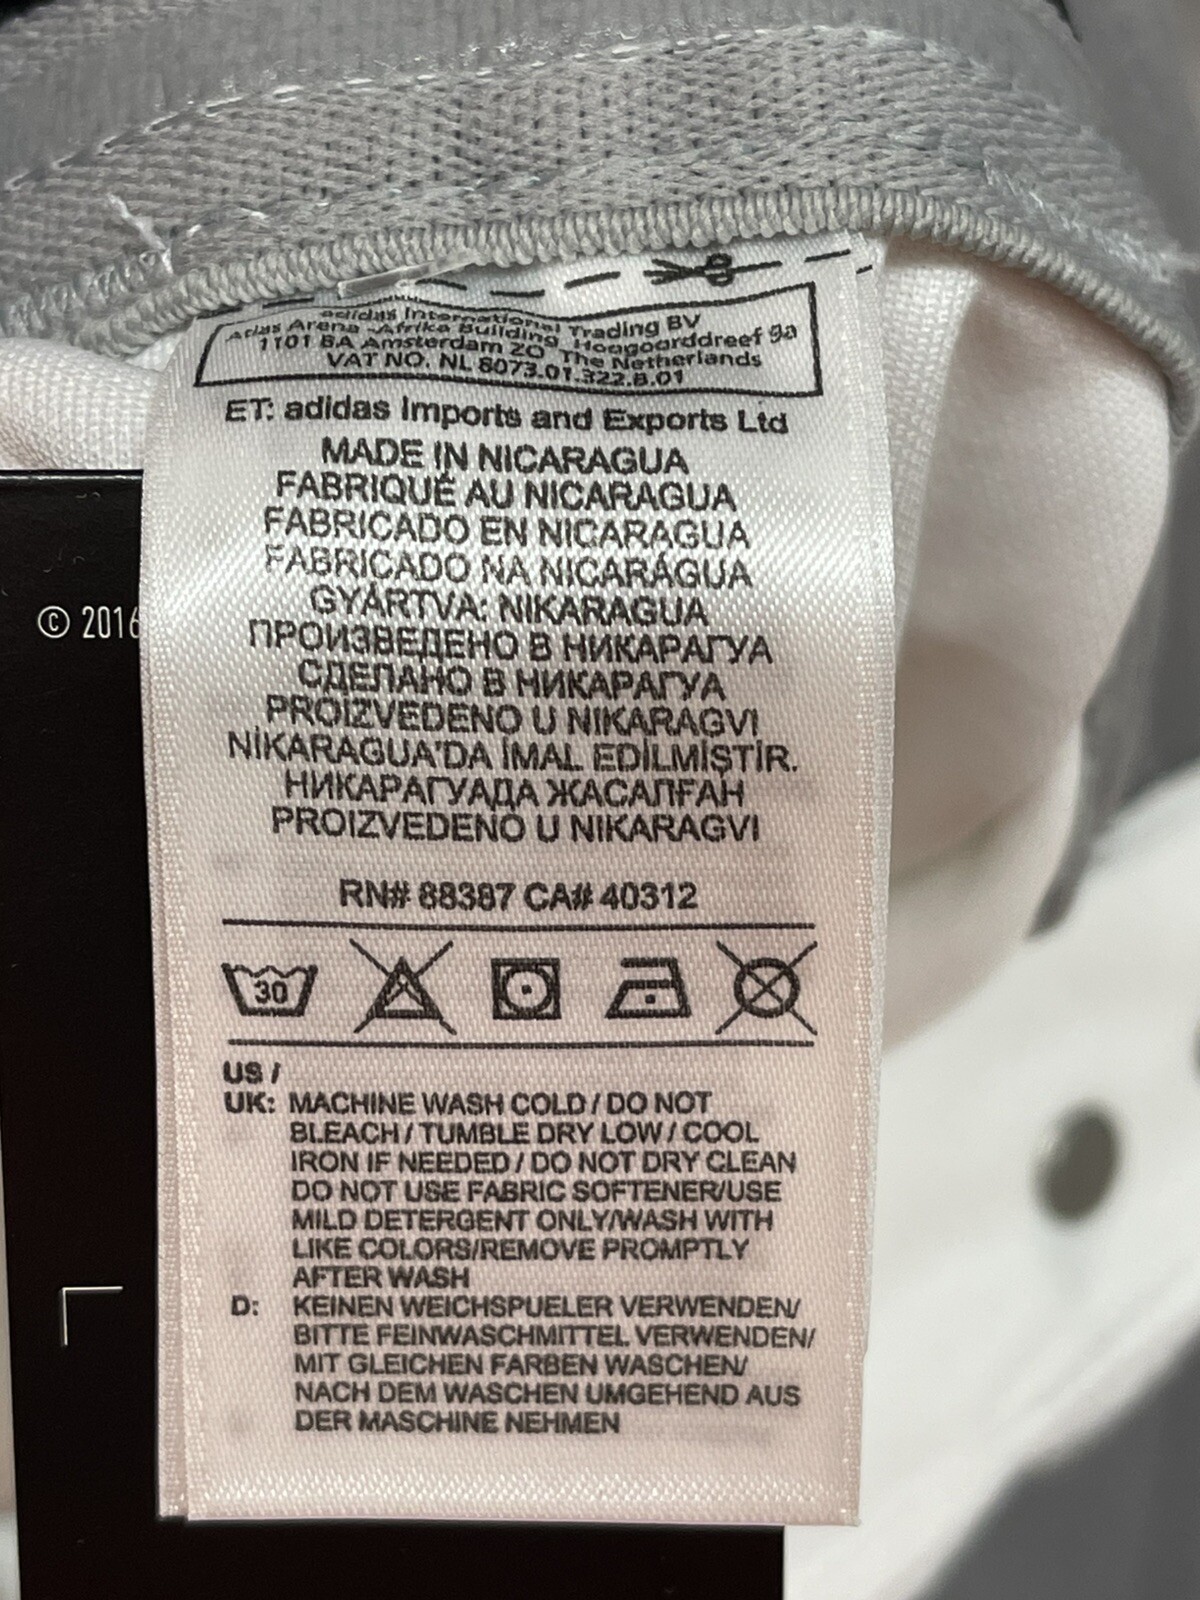 adidas International Trading BV
adidas Arena -Afrika Building, Hoogoorddreef 9a
1101 BA Amsterdam ZO The Netherlands
VAT NO. NL 8073.01.322.B.01
ET: adidas Imports and Exports Ltd
MADE IN NICARAGUA
FABRIQUÉ AU NICARAGUA
FABRICADO EN NICARAGUA
FABRICADO NA NICARÁGUA
GYÁRTVA: NIKARAGUA
ПРОИЗВЕДЕНО В НИКАРАГУА
СДЕЛАНО В НИКАРАГУА
PROIZVEDENO U NIKARAGVI
NİKARAGUA'DA İMAL EDİLMİŞTİR.
НИКАРАГУАДА ЖАСАЛҒАН
PROIZVEDENO U NIKARAGVI
© 2016
RN# 88387 CA# 40312
30
US /
UK: MACHINE WASH COLD / DO NOT
BLEACH / TUMBLE DRY LOW / COOL
IRON IF NEEDED / DO NOT DRY CLEAN
DO NOT USE FABRIC SOFTENER/USE
MILD DETERGENT ONLY/WASH WITH
LIKE COLORS/REMOVE PROMPTLY
AFTER WASH
D: KEINEN WEICHSPUELER VERWENDEN/
BITTE FEINWASCHMITTEL VERWENDEN/
MIT GLEICHEN FARBEN WASCHEN/
NACH DEM WASCHEN UMGEHEND AUS
DER MASCHINE NEHMEN